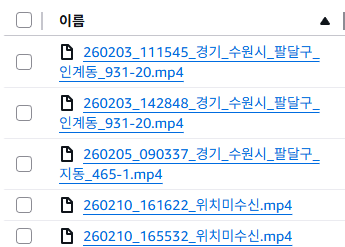 이름
260203_111545_경기_수원시_팔달구_
인계동_931-20.mp4
260203_142848_경기_수원시_팔달구_
인계동_931-20.mp4
260205_090337_경기_수원시_팔달구_
지동_465-1.mp4
260210_161622_위치미수신.mp4
260210_165532_위치미수신.mp4